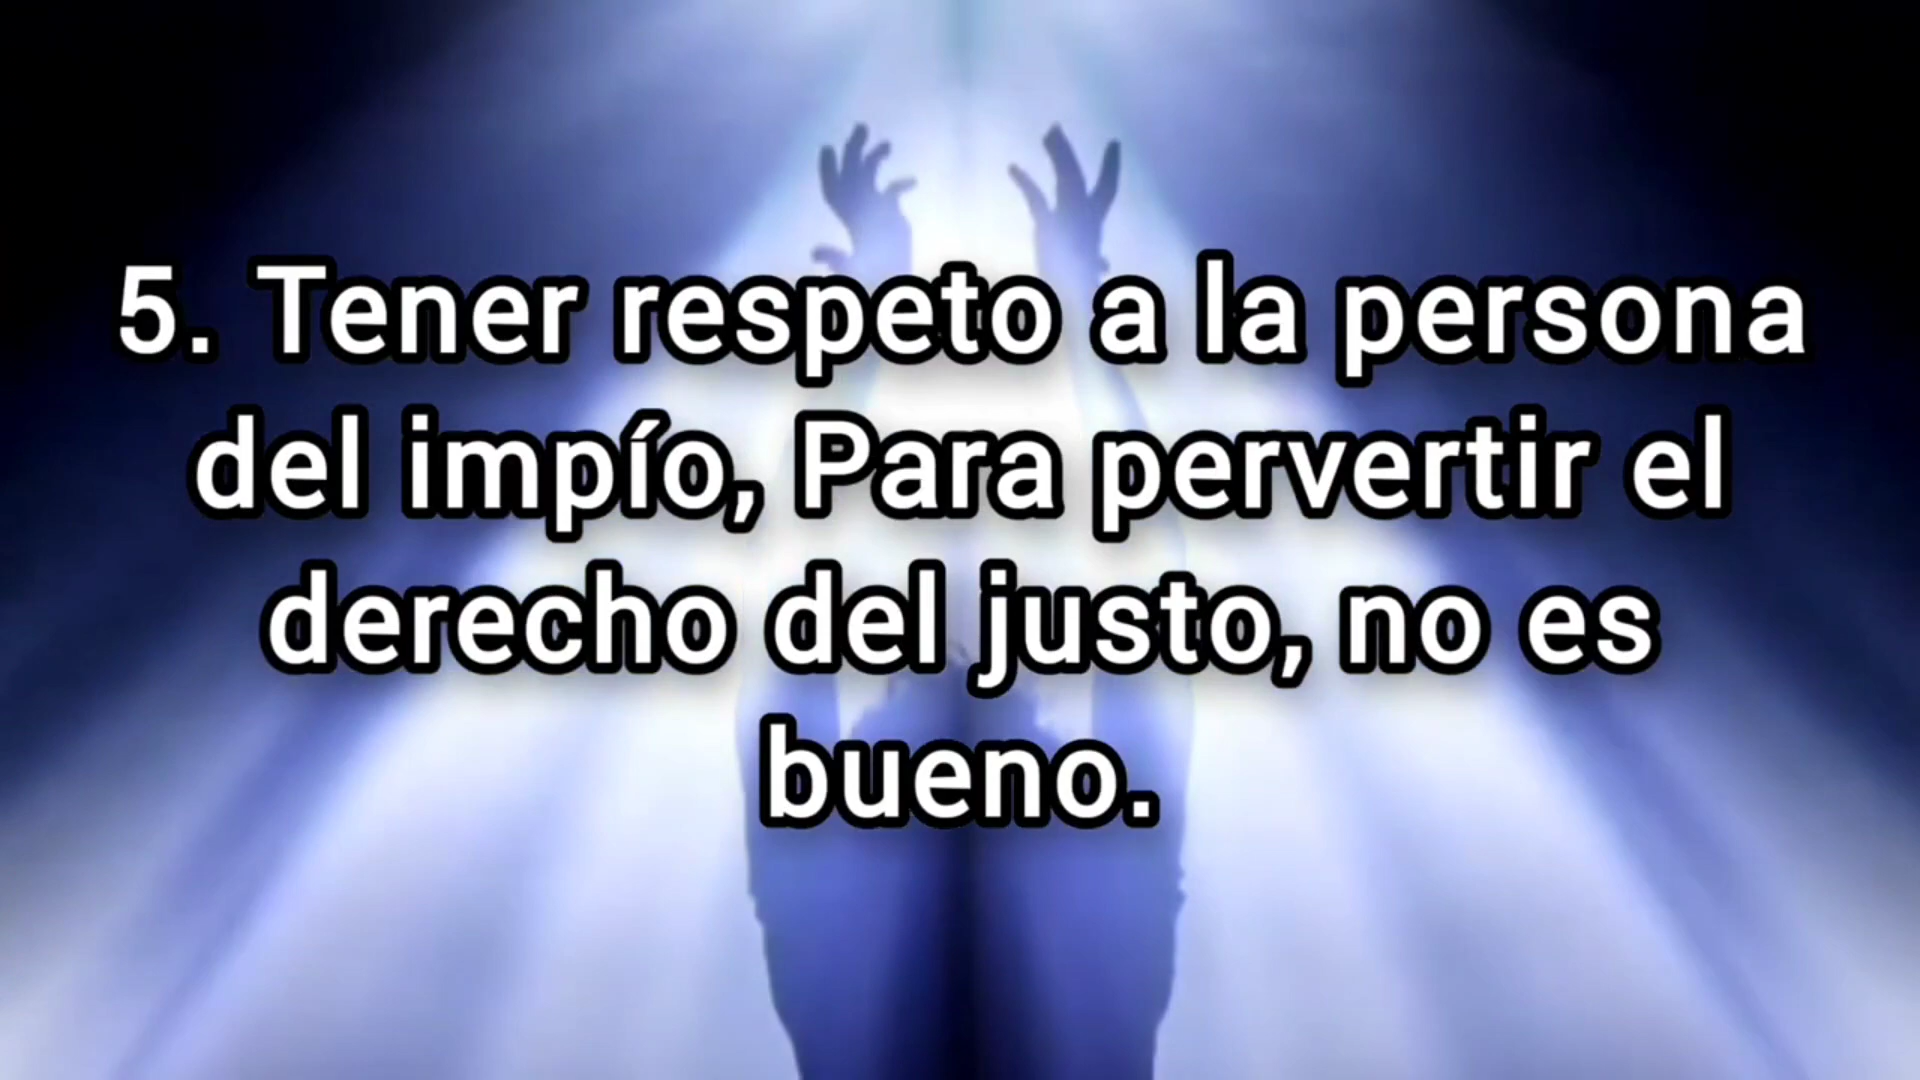 5. Tener respeto a la persona
del impío, Para pervertir el
derecho del justo, no es
bueno.